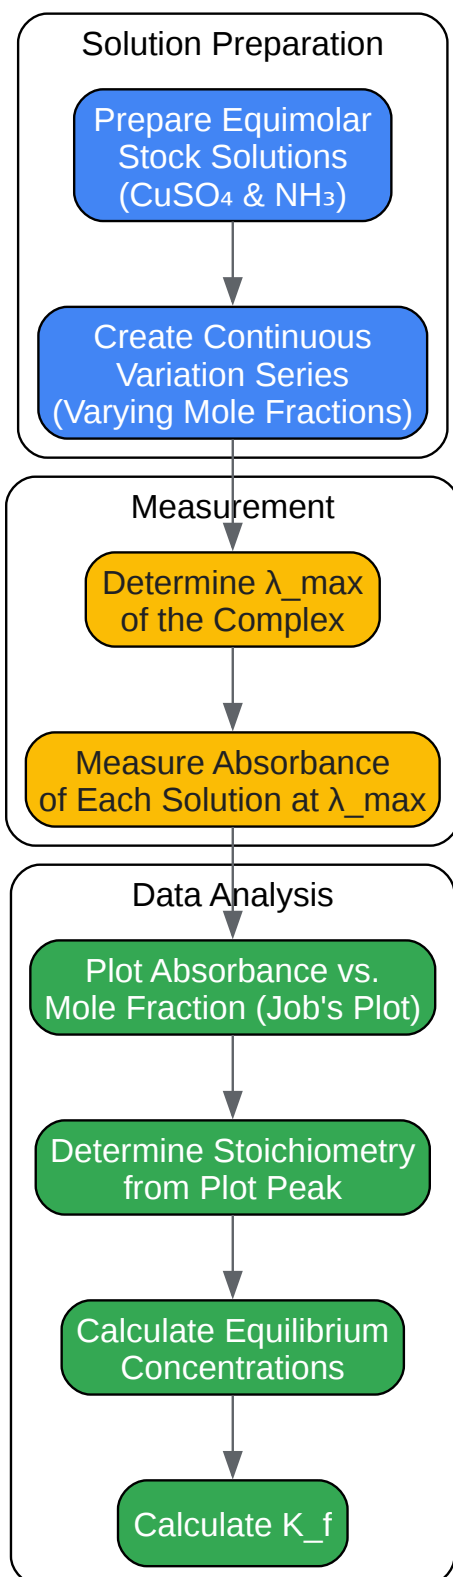 Solution Preparation
Prepare Equimolar
Stock Solutions
(CuSO₄ & NH₃)
Create Continuous
Variation Series
(Varying Mole Fractions)
Measurement
Determine λ_max
of the Complex
Measure Absorbance
of Each Solution at λ_max
Data Analysis
Plot Absorbance vs.
Mole Fraction (Job's Plot)
Determine Stoichiometry
from Plot Peak
Calculate Equilibrium
Concentrations
Calculate K_f